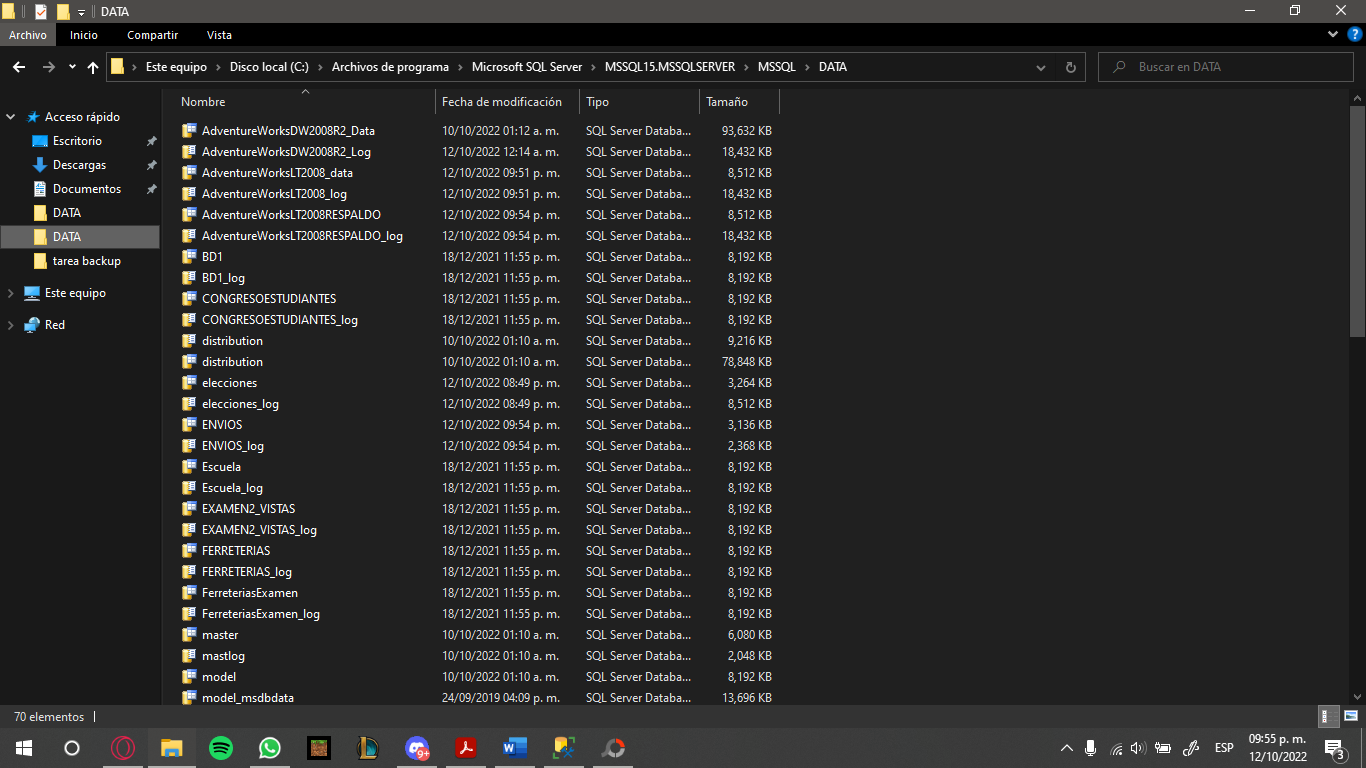 DATA
Archivo Inicio Compartir Vista
Este equipo Disco local (C:) Archivos de programa Microsoft SQL Server MSSQL15.MSSQLSERVER MSSQL DATA Buscar en DATA
Acceso rápido
Escritorio
Descargas
Documentos
DATA
DATA
tarea backup
Este equipo
Red
Nombre Fecha de modificación Tipo Tamaño
AdventureWorksDW2008R2_Data 10/10/2022 01:12 a. m. SQL Server Databa... 93,632 KB
AdventureWorksDW2008R2_Log 12/10/2022 12:14 a. m. SQL Server Databa... 18,432 KB
AdventureWorksLT2008_data 12/10/2022 09:51 p. m. SQL Server Databa... 8,512 KB
AdventureWorksLT2008_log 12/10/2022 09:51 p. m. SQL Server Databa... 18,432 KB
AdventureWorksLT2008RESPALDO 12/10/2022 09:54 p. m. SQL Server Databa... 8,512 KB
AdventureWorksLT2008RESPALDO_log 12/10/2022 09:54 p. m. SQL Server Databa... 18,432 KB
BD1 18/12/2021 11:55 p. m. SQL Server Databa... 8,192 KB
BD1_log 18/12/2021 11:55 p. m. SQL Server Databa... 8,192 KB
CONGRESOESTUDIANTES 18/12/2021 11:55 p. m. SQL Server Databa... 8,192 KB
CONGRESOESTUDIANTES_log 18/12/2021 11:55 p. m. SQL Server Databa... 8,192 KB
distribution 10/10/2022 01:10 a. m. SQL Server Databa... 9,216 KB
distribution 10/10/2022 01:10 a. m. SQL Server Databa... 78,848 KB
elecciones 12/10/2022 08:49 p. m. SQL Server Databa... 3,264 KB
elecciones_log 12/10/2022 08:49 p. m. SQL Server Databa... 8,512 KB
ENVIOS 12/10/2022 09:54 p. m. SQL Server Databa... 3,136 KB
ENVIOS_log 12/10/2022 09:54 p. m. SQL Server Databa... 2,368 KB
Escuela 18/12/2021 11:55 p. m. SQL Server Databa... 8,192 KB
Escuela_log 18/12/2021 11:55 p. m. SQL Server Databa... 8,192 KB
EXAMEN2_VISTAS 18/12/2021 11:55 p. m. SQL Server Databa... 8,192 KB
EXAMEN2_VISTAS_log 18/12/2021 11:55 p. m. SQL Server Databa... 8,192 KB
FERRETERIAS 18/12/2021 11:55 p. m. SQL Server Databa... 8,192 KB
FERRETERIAS_log 18/12/2021 11:55 p. m. SQL Server Databa... 8,192 KB
FerreteriasExamen 18/12/2021 11:55 p. m. SQL Server Databa... 8,192 KB
FerreteriasExamen_log 18/12/2021 11:55 p. m. SQL Server Databa... 8,192 KB
master 10/10/2022 01:10 a. m. SQL Server Databa... 6,080 KB
mastlog 10/10/2022 01:10 a. m. SQL Server Databa... 2,048 KB
model 10/10/2022 01:10 a. m. SQL Server Databa... 8,192 KB
model_msdbdata 24/09/2019 04:09 p. m. SQL Server Databa... 13,696 KB
70 elementos
9+
ESP
09:55 p. m.
12/10/2022
3